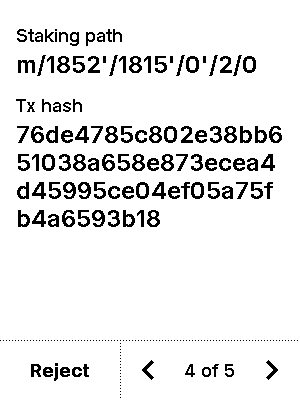 Staking path
m/1852'/1815'/0'/2/0
Tx hash
76de4785c802e38bb6
51038a658e873ecea4
d45995ce04ef05a75f
b4a6593b18
Reject
4 of 5